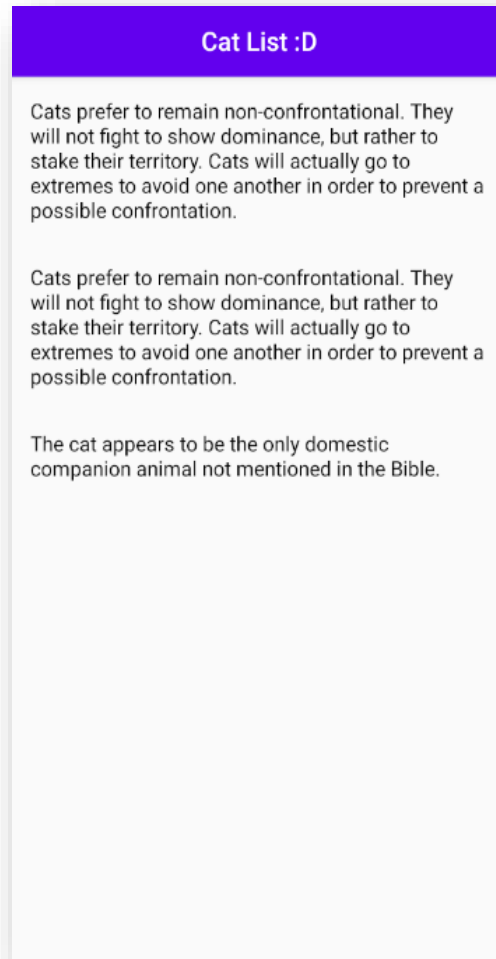 Cat List :D
Cats prefer to remain non-confrontational. They
will not fight to show dominance, but rather to
stake their territory. Cats will actually go to
extremes to avoid one another in order to prevent a
possible confrontation.
Cats prefer to remain non-confrontational. They
will not fight to show dominance, but rather to
stake their territory. Cats will actually go to
extremes to avoid one another in order to prevent a
possible confrontation.
The cat appears to be the only domestic
companion animal not mentioned in the Bible.